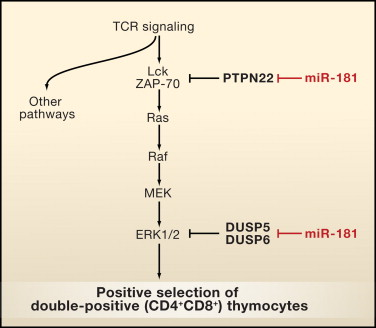 TCR signaling
Lck
ZAP-70
PTPN22
miR-181
Other
pathways
Ras
Raf
MEK
ERK1/2
DUSP5
DUSP6
miR-181
Positive selection of
double-positive (CD4⁺CD8⁺) thymocytes